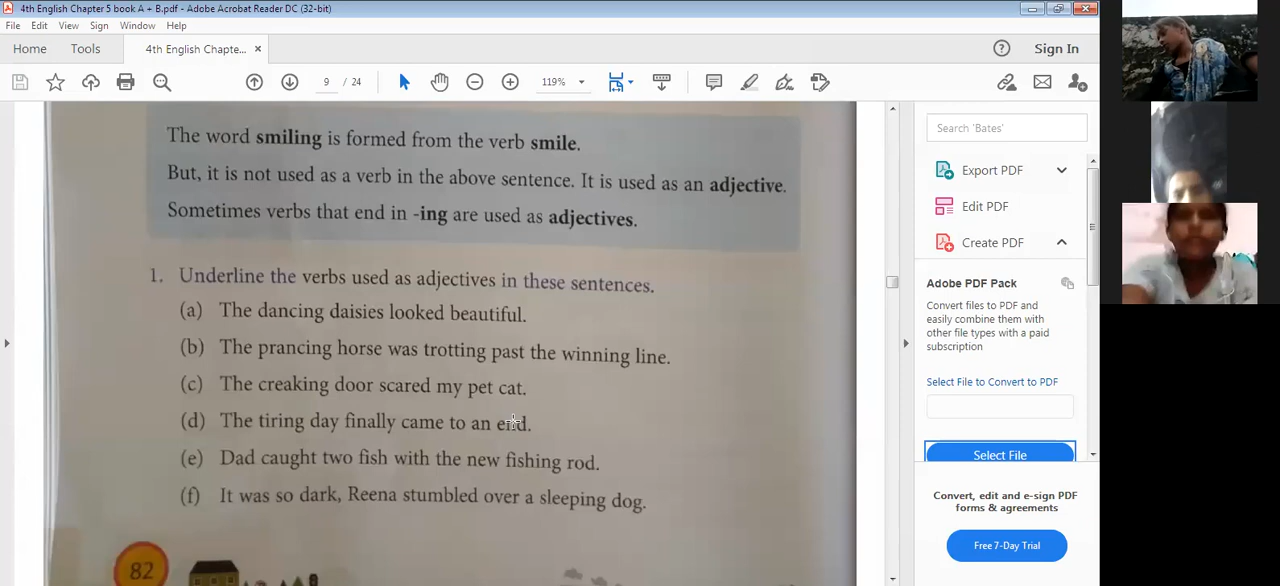 4th English Chapter 5 book A + B.pdf - Adobe Acrobat Reader DC (32-bit)
File Edit View Sign Window Help
Home Tools 4th English Chapte... × Sign In
9 / 24 119%
The word smiling is formed from the verb smile.
But, it is not used as a verb in the above sentence. It is used as an adjective.
Sometimes verbs that end in -ing are used as adjectives.
1. Underline the verbs used as adjectives in these sentences.
(a) The dancing daisies looked beautiful.
(b) The prancing horse was trotting past the winning line.
(c) The creaking door scared my pet cat.
(d) The tiring day finally came to an end.
(e) Dad caught two fish with the new fishing rod.
(f) It was so dark, Reena stumbled over a sleeping dog.
82
Search 'Bates'
Export PDF
Edit PDF
Create PDF
Adobe PDF Pack
Convert files to PDF and
easily combine them with
other file types with a paid
subscription
Select File to Convert to PDF
Select File
Convert, edit and e-sign PDF
forms & agreements
Free 7-Day Trial